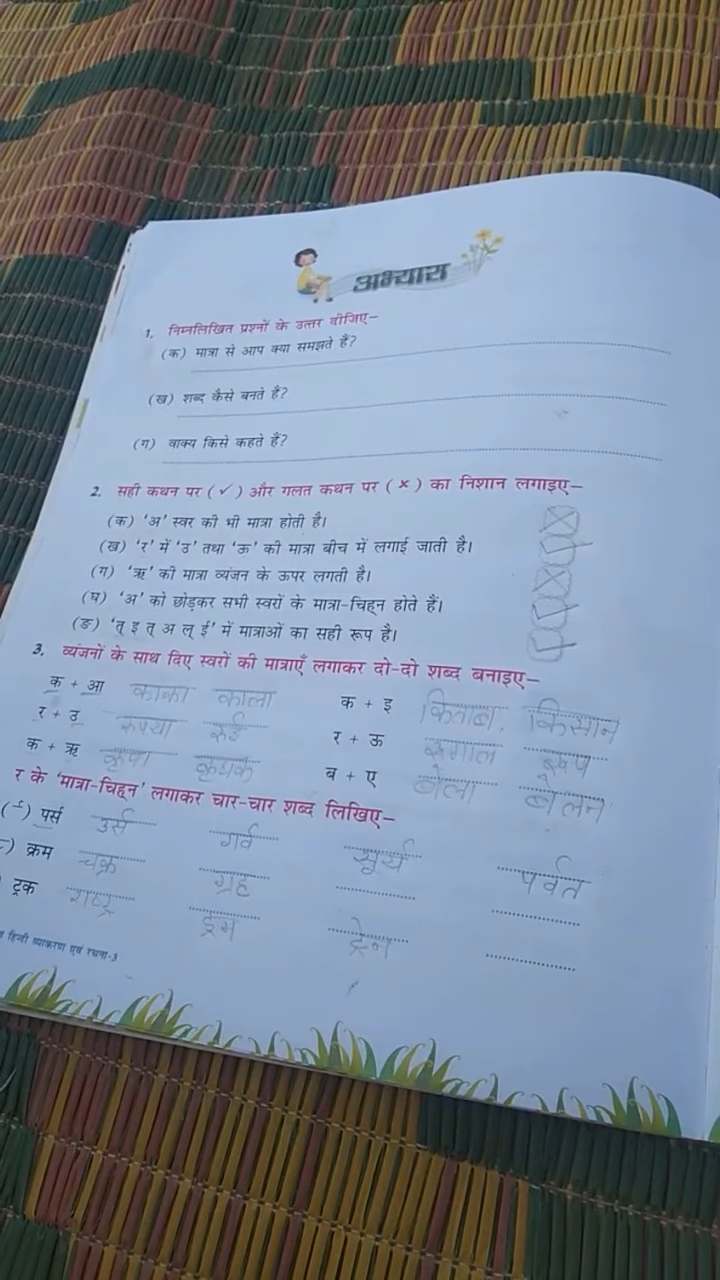 अभ्यास
1. निम्नलिखित प्रश्नों के उत्तर दीजिए–
(क) मात्रा से आप क्या समझते हैं?
(ख) शब्द कैसे बनते हैं?
(ग) वाक्य किसे कहते हैं?
2. सही कथन पर (✓) और गलत कथन पर (×) का निशान लगाइए–
(क) 'अ' स्वर की भी मात्रा होती है। ×
(ख) 'र' में 'उ' तथा 'ऊ' की मात्रा बीच में लगाई जाती है। ✓
(ग) 'ऋ' की मात्रा व्यंजन के ऊपर लगती है। ×
(घ) 'अ' को छोड़कर सभी स्वरों के मात्रा-चिह्न होते हैं। ✓
(ङ) 'त् इ त् अ ल् ई' में मात्राओं का सही रूप है। ✓
3. व्यंजनों के साथ दिए स्वरों की मात्राएँ लगाकर दो-दो शब्द बनाइए–
क + आ काका काला क + इ किताब, किसान
र + उ रुपया रुई र + ऊ रूप
क + ऋ कृपा कृषक ब + ए बेला बेलन
र के 'मात्रा-चिह्न' लगाकर चार-चार शब्द लिखिए–
पर्स उर्स गर्व सूर्य पर्वत
क्रम चक्र ग्रह
ट्रक राष्ट्र ड्रम ट्रेन
हिन्दी व्याकरण एवं रचना-3